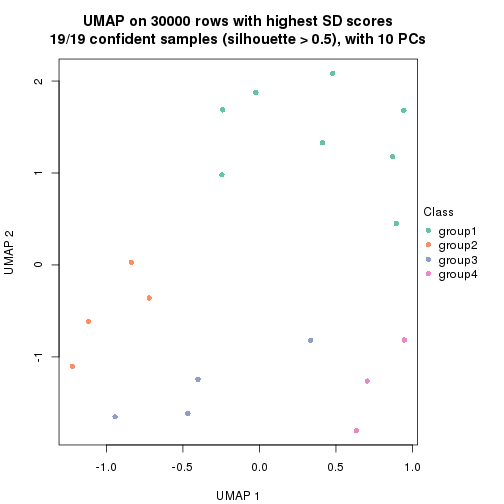 UMAP on 30000 rows with highest SD scores
19/19 confident samples (silhouette > 0.5), with 10 PCs
2
1
0
-1
UMAP 2
Class
group1
group2
group3
group4
-1.0
-0.5
0.0
0.5
1.0
UMAP 1